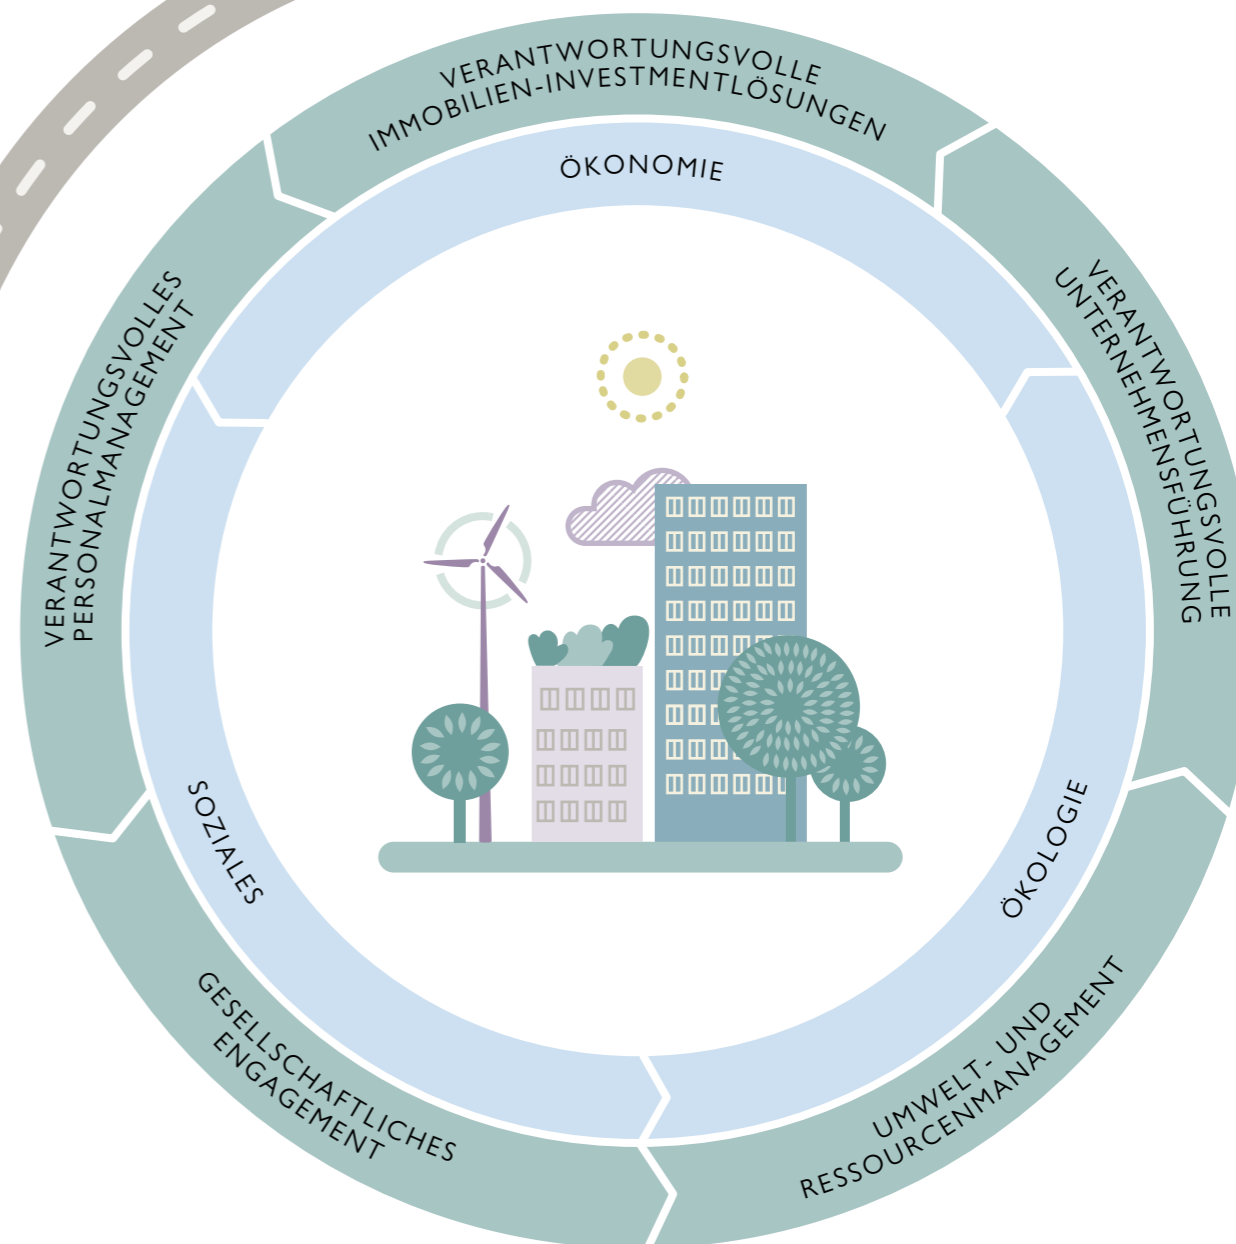 VERANTWORTUNGSVOLLE
IMMOBILIEN-INVESTMENTLÖSUNGEN
ÖKONOMIE
VERANTWORTUNGSVOLLE
UNTERNEHMENSFÜHRUNG
ÖKOLOGIE
UMWELT- UND
RESSOURCENMANAGEMENT
GESELLSCHAFTLICHES
ENGAGEMENT
SOZIALES
VERANTWORTUNGSVOLLES
PERSONALMANAGEMENT